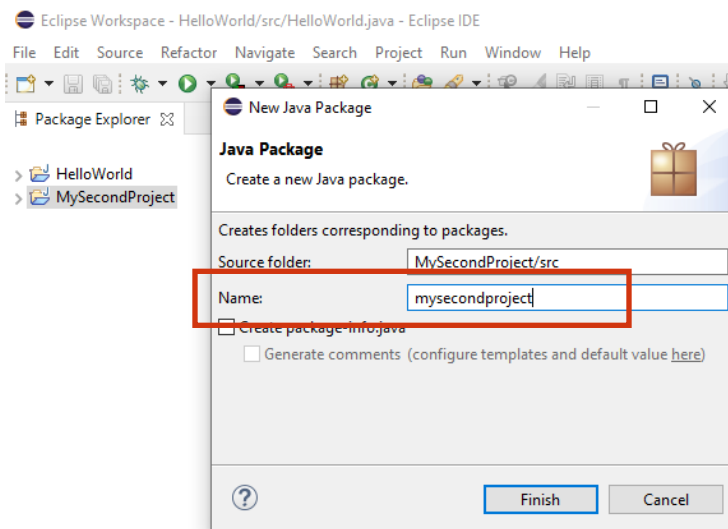 Eclipse Workspace - HelloWorld/src/HelloWorld.java - Eclipse IDE
File Edit Source Refactor Navigate Search Project Run Window Help
Package Explorer
New Java Package
Java Package
Create a new Java package.
HelloWorld
MySecondProject
Creates folders corresponding to packages.
Source folder: MySecondProject/src
Name: mysecondproject
Create package-info.java
Generate comments (configure templates and default value here)
Finish Cancel